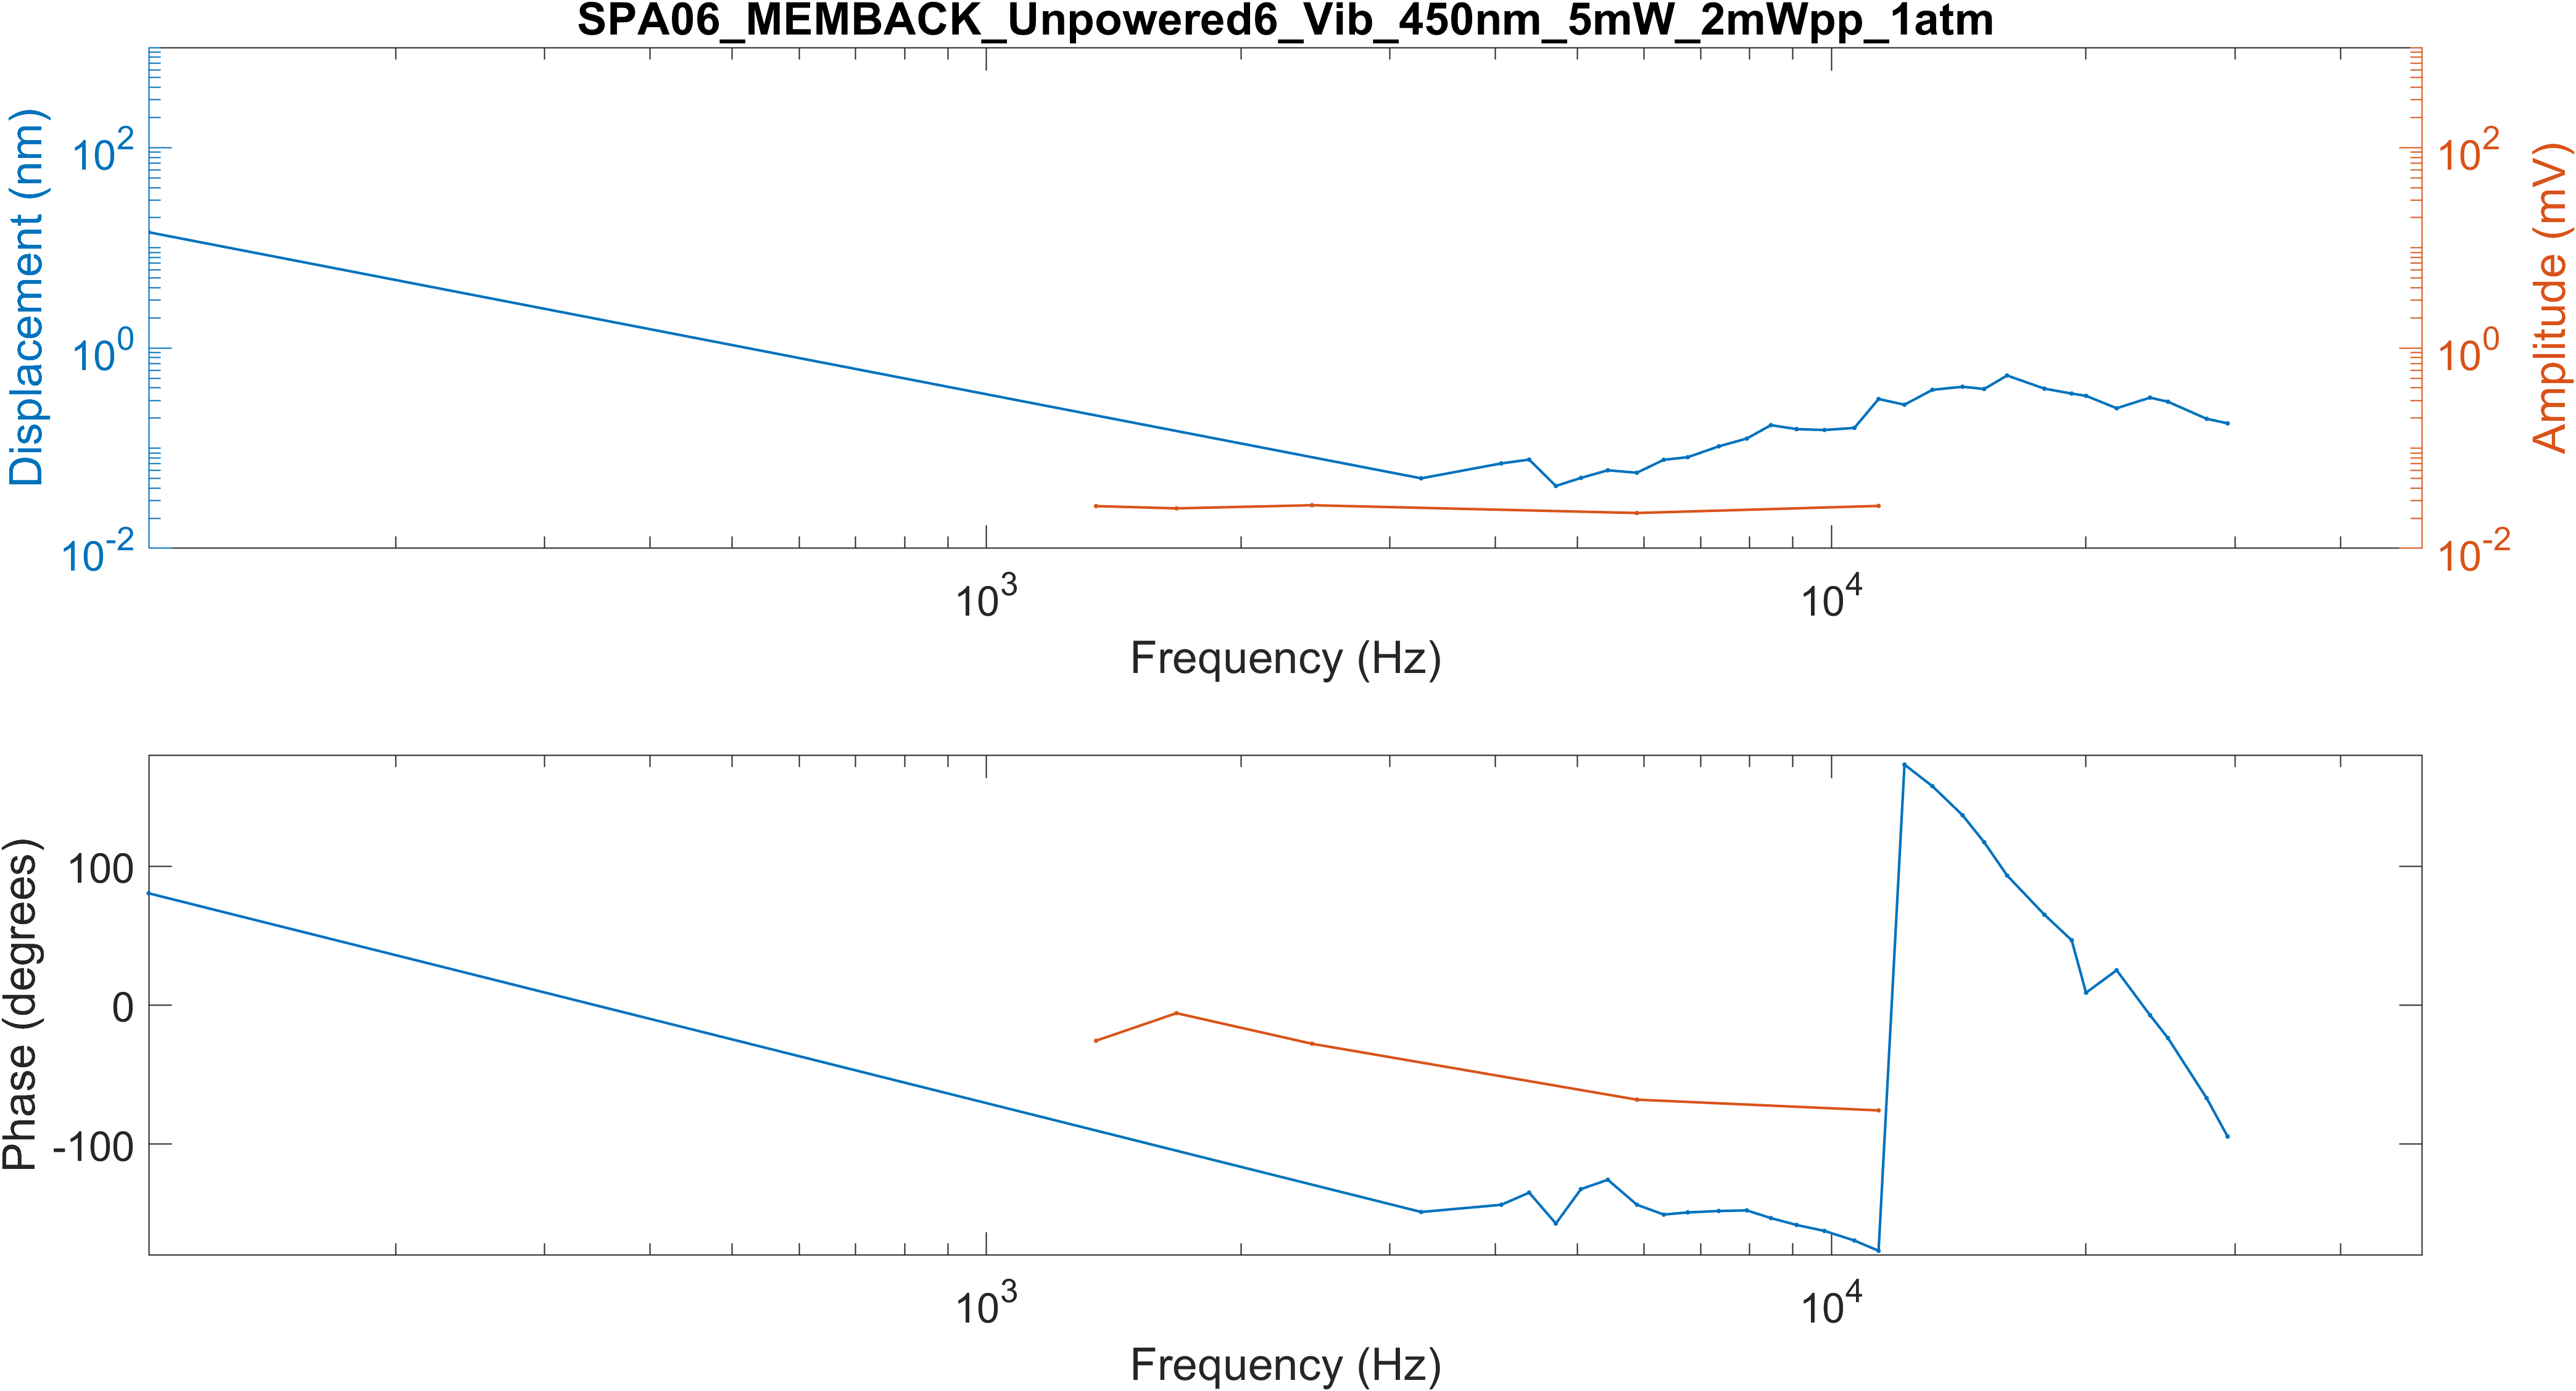 SPA06_MEMBACK_Unpowered6_Vib_450nm_5mW_2mWpp_1atm
Displacement (nm)
10^2
10^0
10^-2
Amplitude (mV)
10^2
10^0
10^-2
10^3
10^4
Frequency (Hz)
Phase (degrees)
100
0
-100
10^3
10^4
Frequency (Hz)